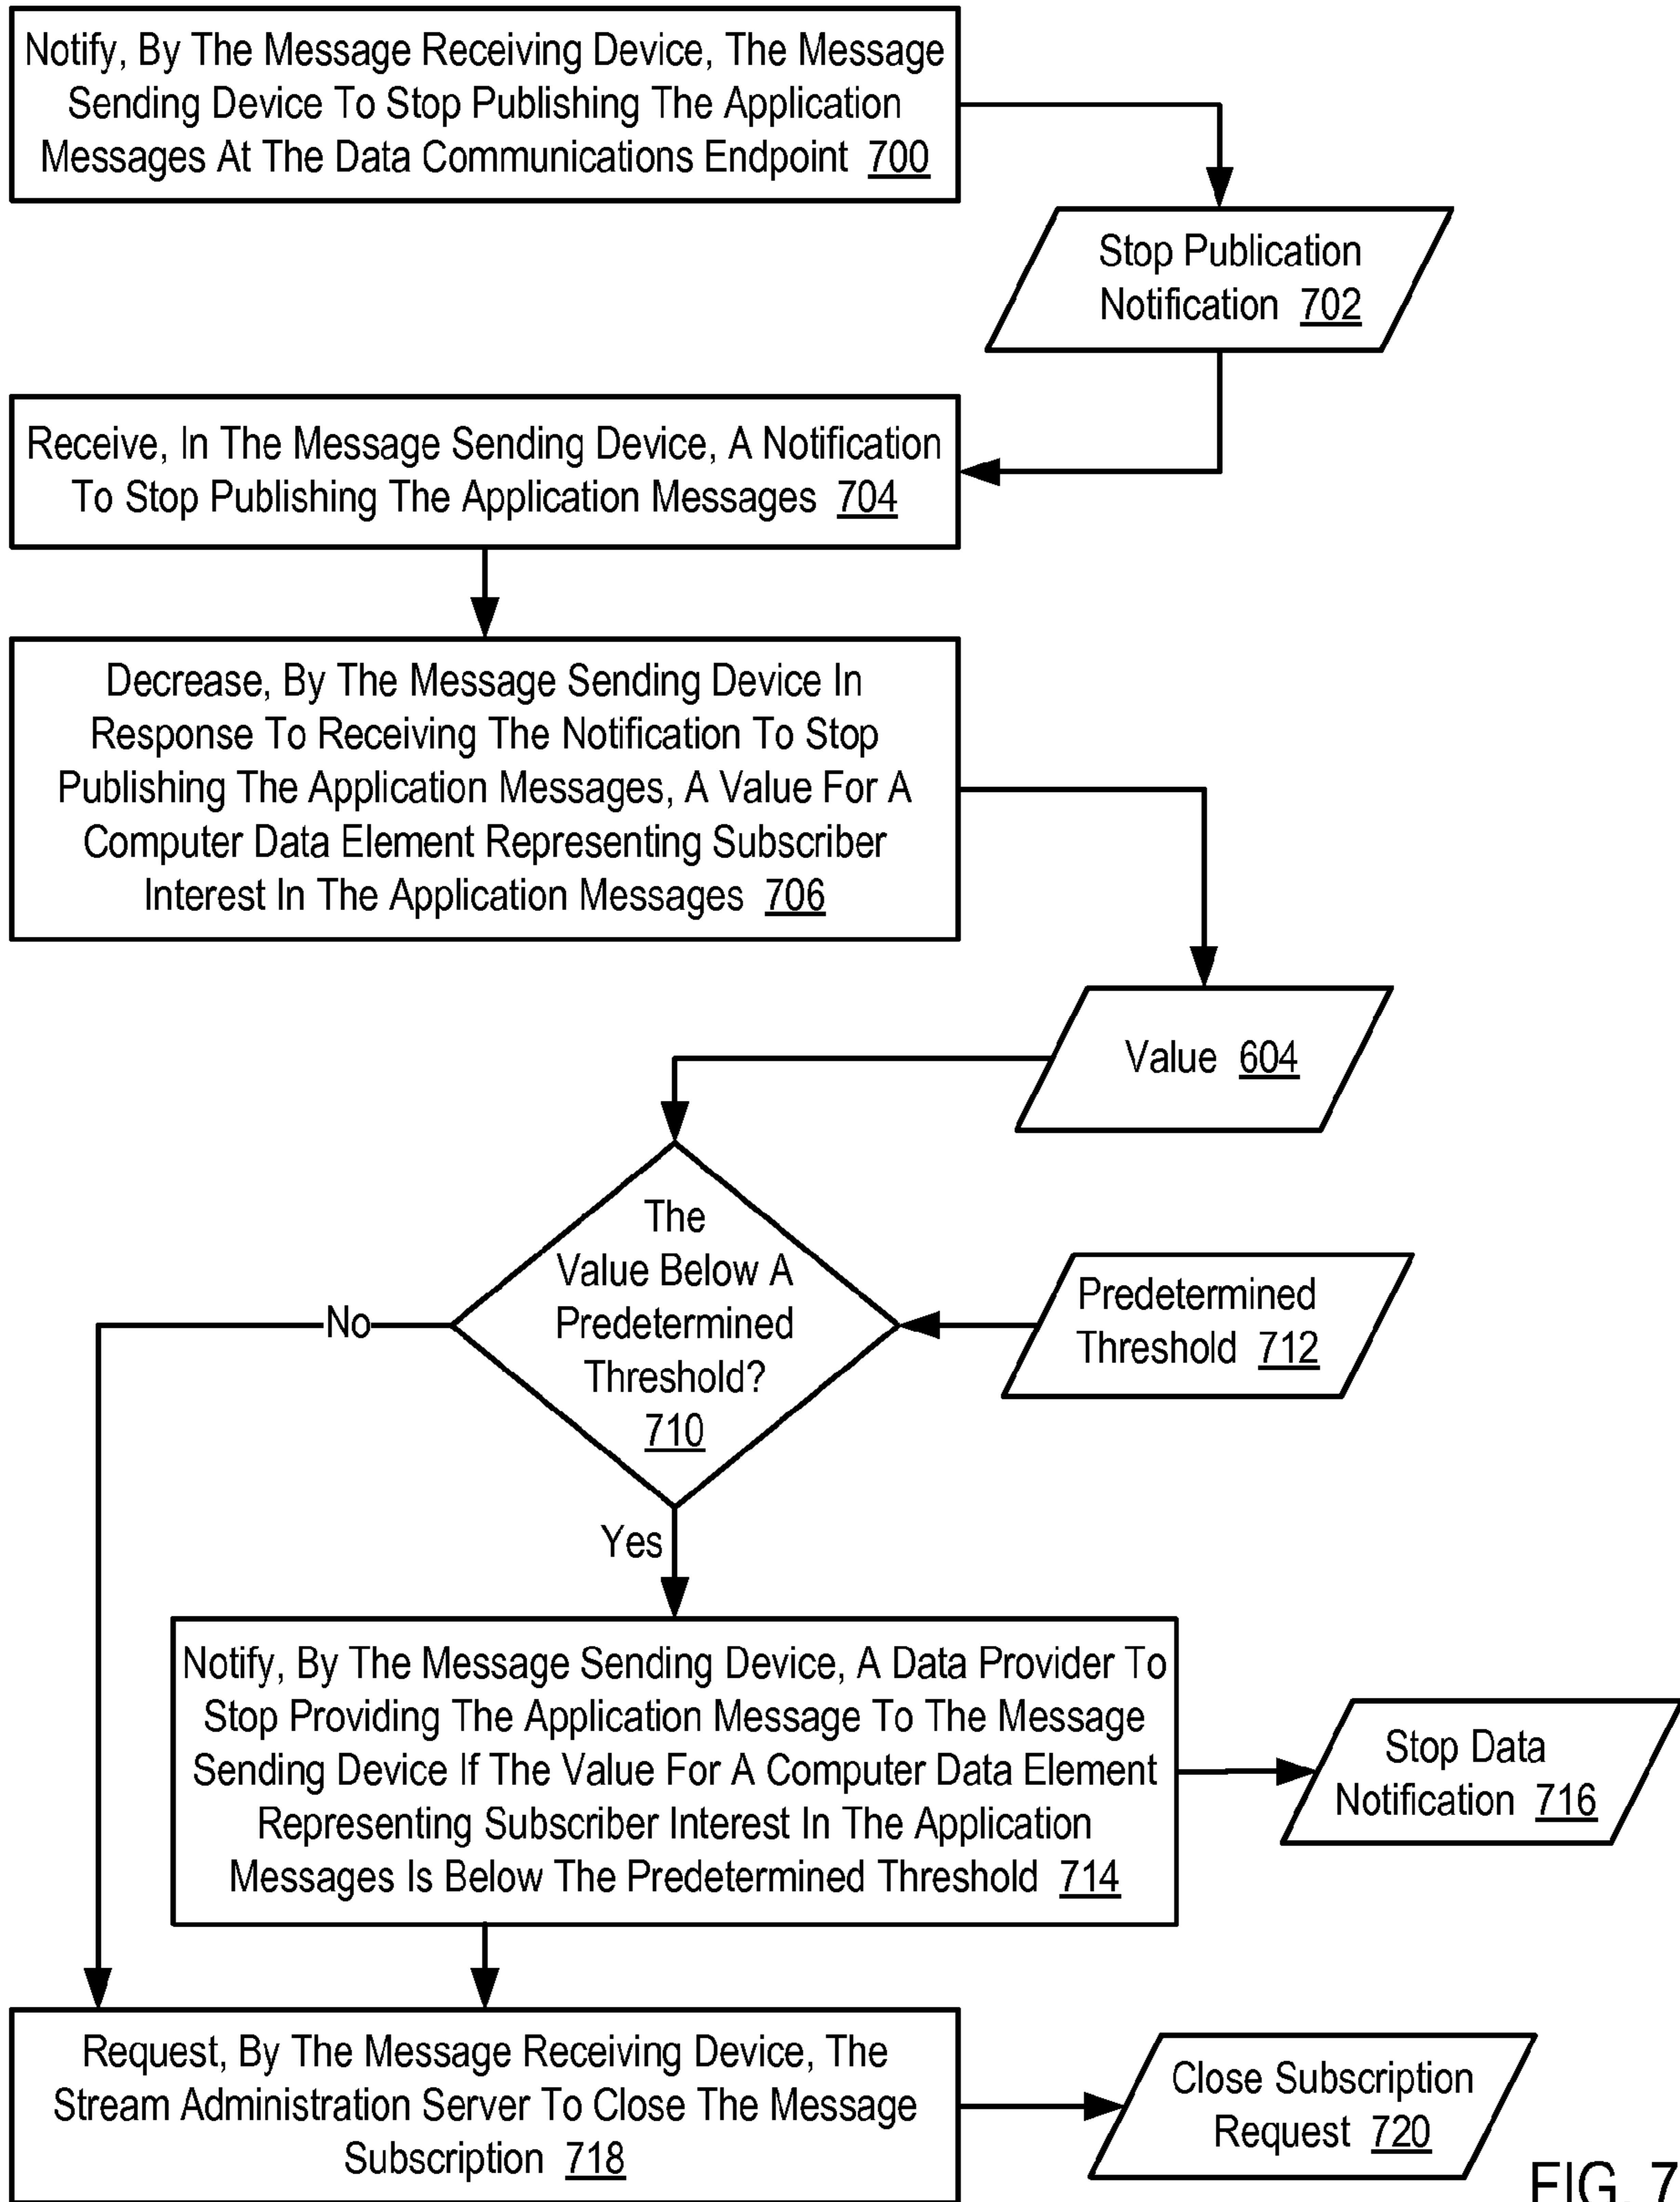 Notify, By The Message Receiving Device, The Message
Sending Device To Stop Publishing The Application
Messages At The Data Communications Endpoint 700
Stop Publication
Notification 702
Receive, In The Message Sending Device, A Notification
To Stop Publishing The Application Messages 704
Decrease, By The Message Sending Device In
Response To Receiving The Notification To Stop
Publishing The Application Messages, A Value For A
Computer Data Element Representing Subscriber
Interest In The Application Messages 706
Value 604
The
Value Below A
Predetermined
Threshold?
710
Predetermined
Threshold 712
No
Yes
Notify, By The Message Sending Device, A Data Provider To
Stop Providing The Application Message To The Message
Sending Device If The Value For A Computer Data Element
Representing Subscriber Interest In The Application
Messages Is Below The Predetermined Threshold 714
Stop Data
Notification 716
Request, By The Message Receiving Device, The
Stream Administration Server To Close The Message
Subscription 718
Close Subscription
Request 720
FIG. 7